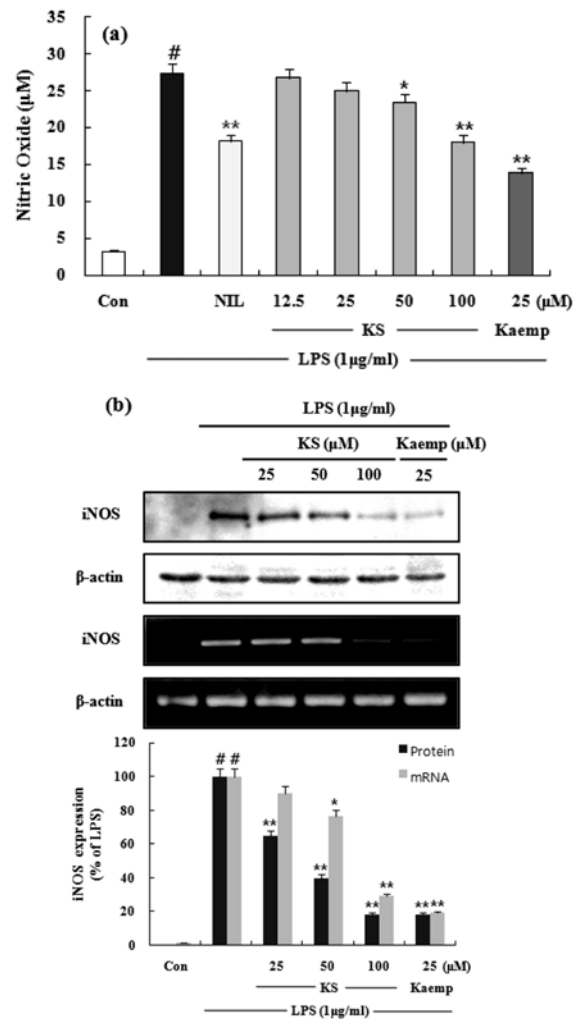 (a)
35
30
25
20
15
10
5
0
Nitric Oxide (μM)
#
**
*
**
**
Con NIL 12.5 25 50 100 25 (μM)
KS Kaemp
LPS (1μg/ml)
(b)
LPS (1μg/ml)
KS (μM) Kaemp (μM)
25 50 100 25
iNOS
β-actin
iNOS
β-actin
120
100
80
60
40
20
0
iNOS expression
(% of LPS)
Protein
mRNA
# #
**
*
**
**
**
** **
Con 25 50 100 25 (μM)
KS Kaemp
LPS (1μg/ml)